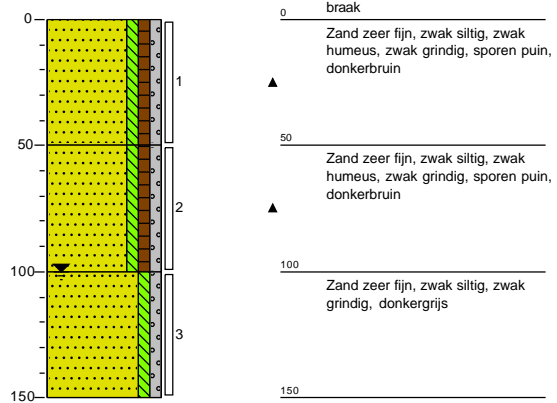 braak
0
0
Zand zeer fijn, zwak siltig, zwak
humeus, zwak grindig, sporen puin,
donkerbruin
1
50
50
Zand zeer fijn, zwak siltig, zwak
humeus, zwak grindig, sporen puin,
donkerbruin
2
100
100
Zand zeer fijn, zwak siltig, zwak
grindig, donkergrijs
3
150
150